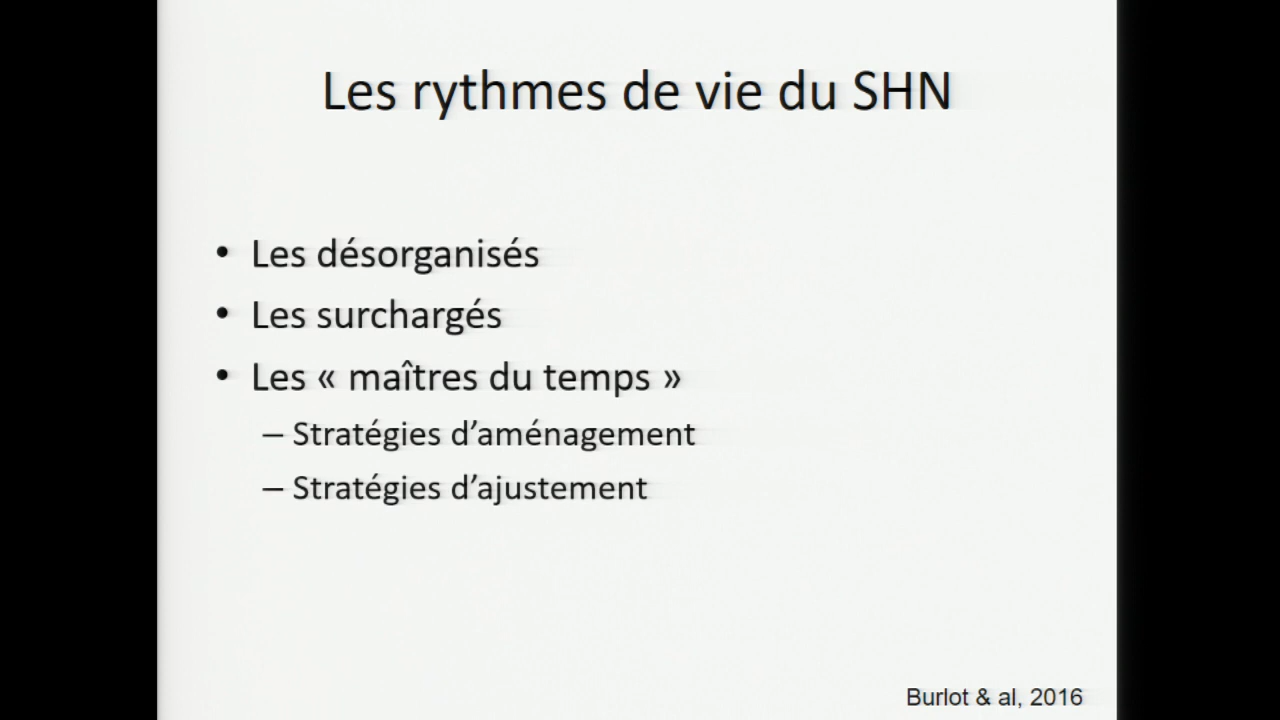 Les rythmes de vie du SHN
• Les désorganisés
• Les surchargés
• Les « maîtres du temps »
– Stratégies d’aménagement
– Stratégies d’ajustement
Burlot & al, 2016